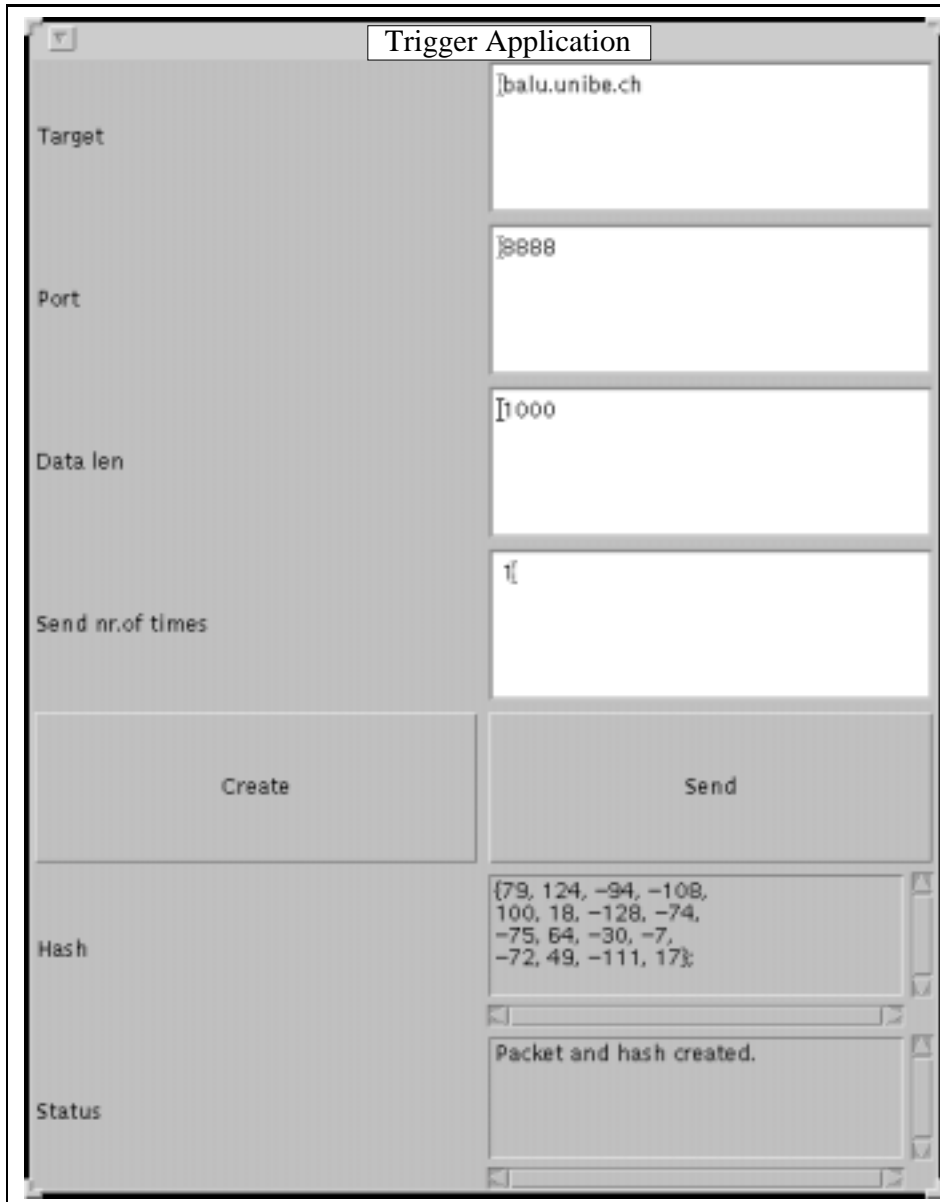 Trigger Application
Target
balu.unibe.ch
Port
8888
Data len
1000
Send nr.of times
1
Create
Send
Hash
{79, 124, -94, -108,
100, 18, -128, -74,
-75, 64, -30, -7,
-72, 49, -111, 17};
Status
Packet and hash created.